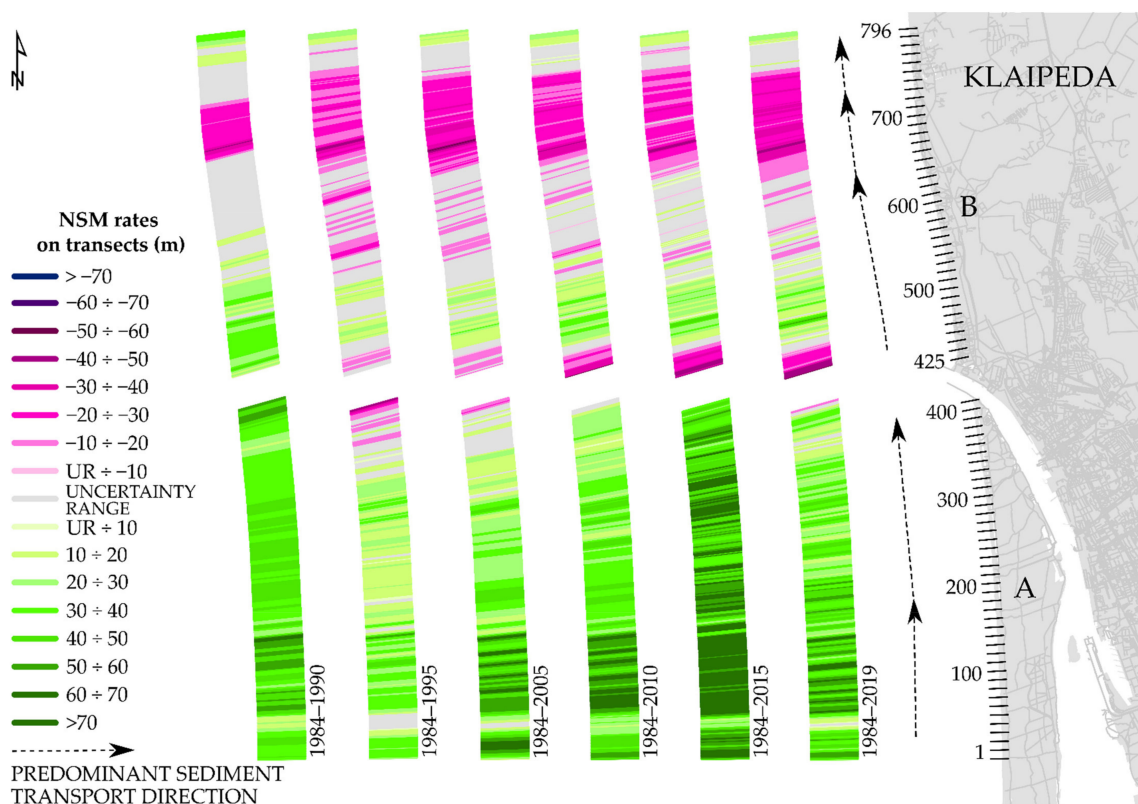 N
KLAIPEDA
796
700
600
B
500
425
400
300
200
A
100
1
NSM rates
on transects (m)
> −70
−60 ÷ −70
−50 ÷ −60
−40 ÷ −50
−30 ÷ −40
−20 ÷ −30
−10 ÷ −20
UR ÷ −10
UNCERTAINTY
RANGE
UR ÷ 10
10 ÷ 20
20 ÷ 30
30 ÷ 40
40 ÷ 50
50 ÷ 60
60 ÷ 70
>70
PREDOMINANT SEDIMENT
TRANSPORT DIRECTION
1984–1990
1984–1995
1984–2005
1984–2010
1984–2015
1984–2019